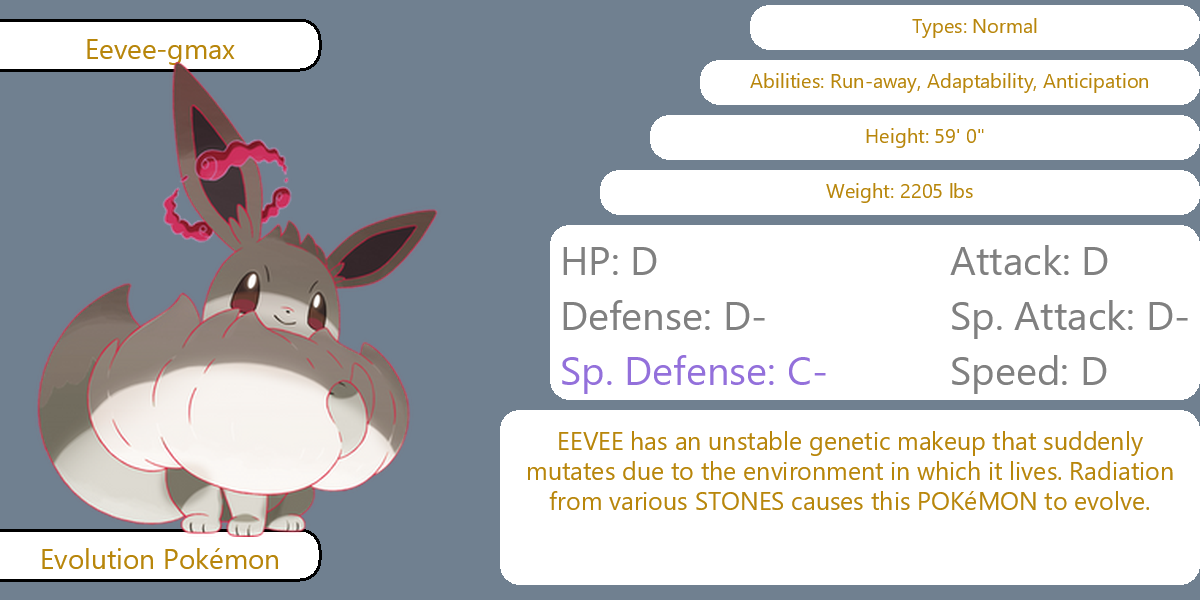 Eevee-gmax
Types: Normal
Abilities: Run-away, Adaptability, Anticipation
Height: 59' 0"
Weight: 2205 lbs
HP: D
Attack: D
Defense: D-
Sp. Attack: D-
Sp. Defense: C-
Speed: D
EEVEE has an unstable genetic makeup that suddenly
mutates due to the environment in which it lives. Radiation
from various STONES causes this POKéMON to evolve.
Evolution Pokémon